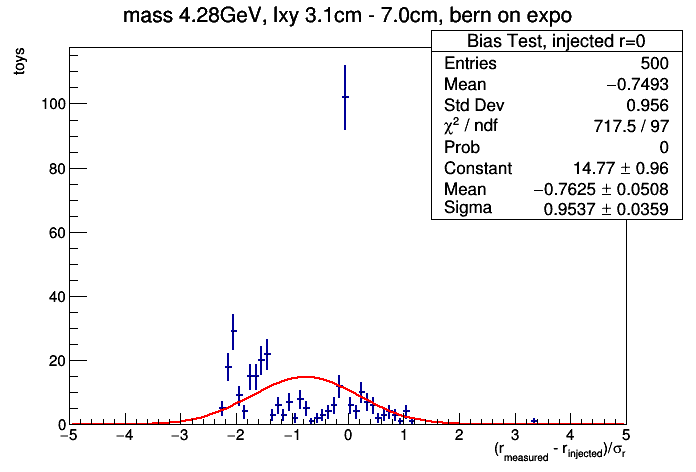 mass 4.28GeV, lxy 3.1cm - 7.0cm, bern on expo
Bias Test, injected r=0
Entries 500
Mean −0.7493
Std Dev 0.956
χ² / ndf 717.5 / 97
Prob 0
Constant 14.77 ± 0.96
Mean −0.7625 ± 0.0508
Sigma 0.9537 ± 0.0359
toys
100
80
60
40
20
0
−5 −4 −3 −2 −1 0 1 2 3 4 5
(r_measured - r_injected)/σ_r